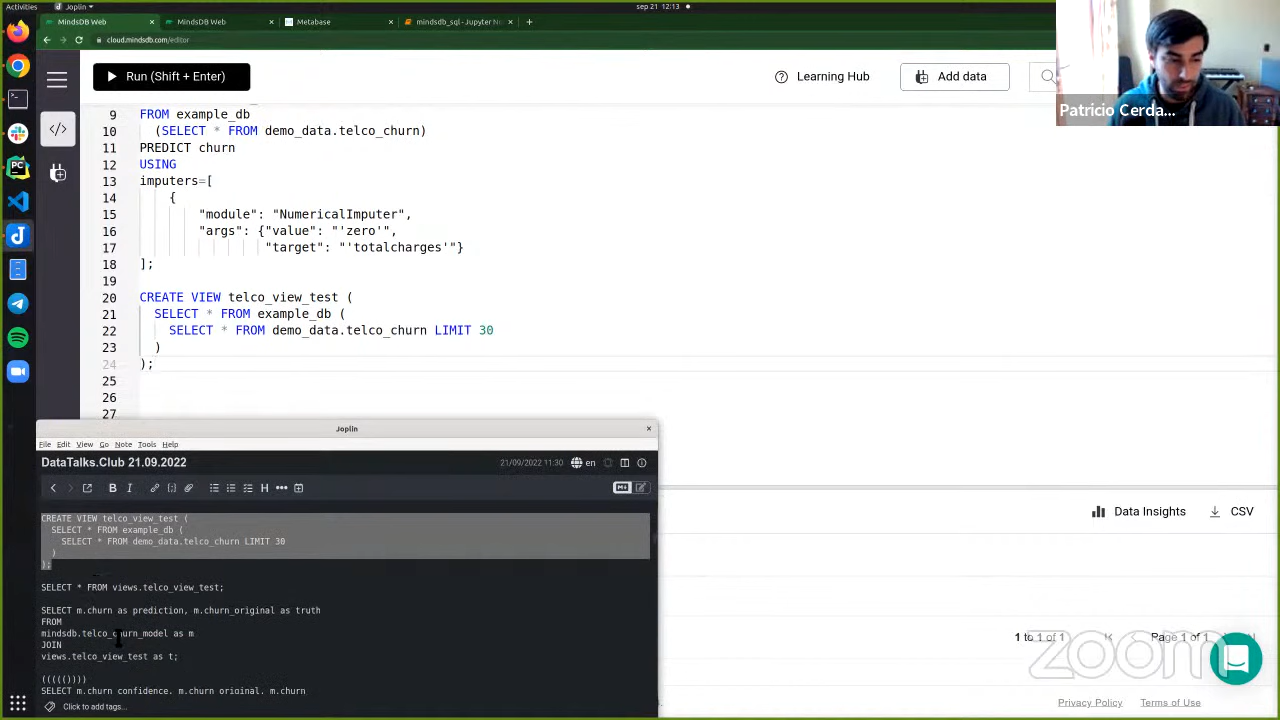 Activities
Joplin
sep 21 12:13
MindsDB Web
MindsDB Web
Metabase
mindsdb_sql - Jupyter No
cloud.mindsdb.com/editor
Run (Shift + Enter)
Learning Hub
Add data
Patricio Cerda...
9 FROM example_db
10 (SELECT * FROM demo_data.telco_churn)
11 PREDICT churn
12 USING
13 imputers=[
14 {
15 "module": "NumericalImputer",
16 "args": {"value": "'zero'",
17 "target": "'totalcharges'"}
18 ];
19
20 CREATE VIEW telco_view_test (
21 SELECT * FROM example_db (
22 SELECT * FROM demo_data.telco_churn LIMIT 30
23 )
24 );
25
26
27
Joplin
File Edit View Go Note Tools Help
DataTalks.Club 21.09.2022
21/09/2022 11:30
en
CREATE VIEW telco_view_test (
SELECT * FROM example_db (
SELECT * FROM demo_data.telco_churn LIMIT 30
)
);
SELECT * FROM views.telco_view_test;
SELECT m.churn as prediction, m.churn_original as truth
FROM
mindsdb.telco_churn_model as m
JOIN
views.telco_view_test as t;
((((()))))
SELECT m.churn confidence, m.churn original, m.churn
Click to add tags...
Data Insights
CSV
1 to 1 of 1
Page 1 of 1
zoom
Privacy Policy
Terms of Use